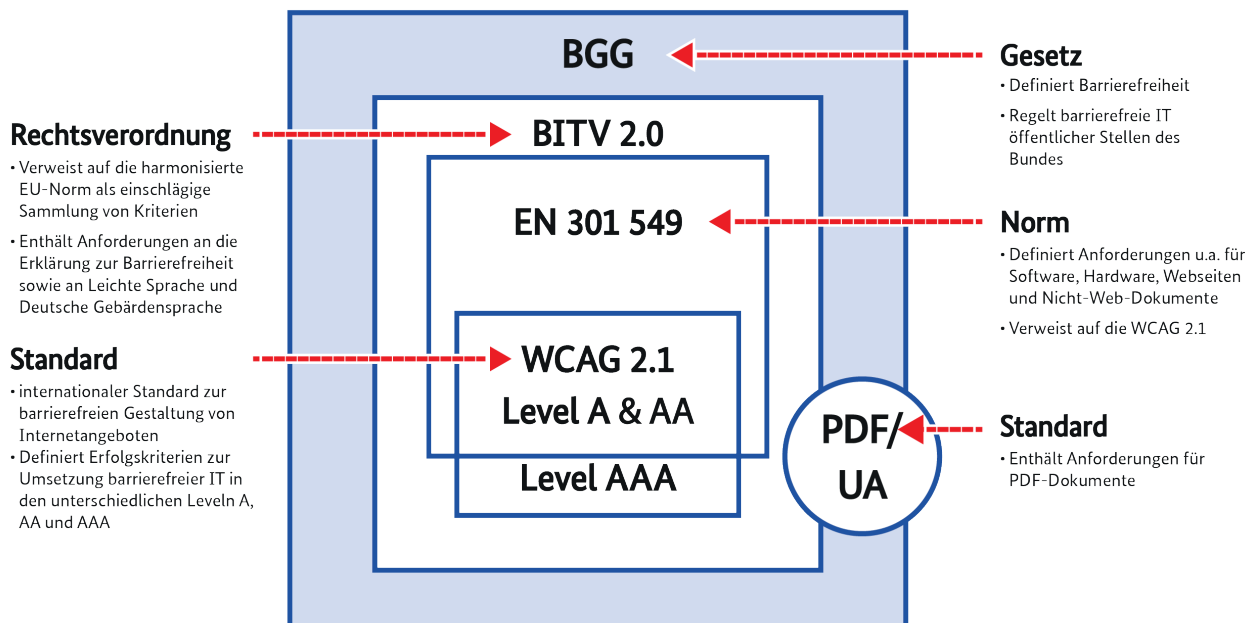 BGG
Gesetz
• Definiert Barrierefreiheit
• Regelt barrierefreie IT
öffentlicher Stellen des
Bundes
Rechtsverordnung
• Verweist auf die harmonisierte
EU-Norm als einschlägige
Sammlung von Kriterien
• Enthält Anforderungen an die
Erklärung zur Barrierefreiheit
sowie an Leichte Sprache und
Deutsche Gebärdensprache
BITV 2.0
EN 301 549
Norm
• Definiert Anforderungen u.a. für
Software, Hardware, Webseiten
und Nicht-Web-Dokumente
• Verweist auf die WCAG 2.1
Standard
• internationaler Standard zur
barrierefreien Gestaltung von
Internetangeboten
• Definiert Erfolgskriterien zur
Umsetzung barrierefreier IT in
den unterschiedlichen Leveln A,
AA und AAA
WCAG 2.1
Level A & AA
Level AAA
PDF/
UA
Standard
• Enthält Anforderungen für
PDF-Dokumente